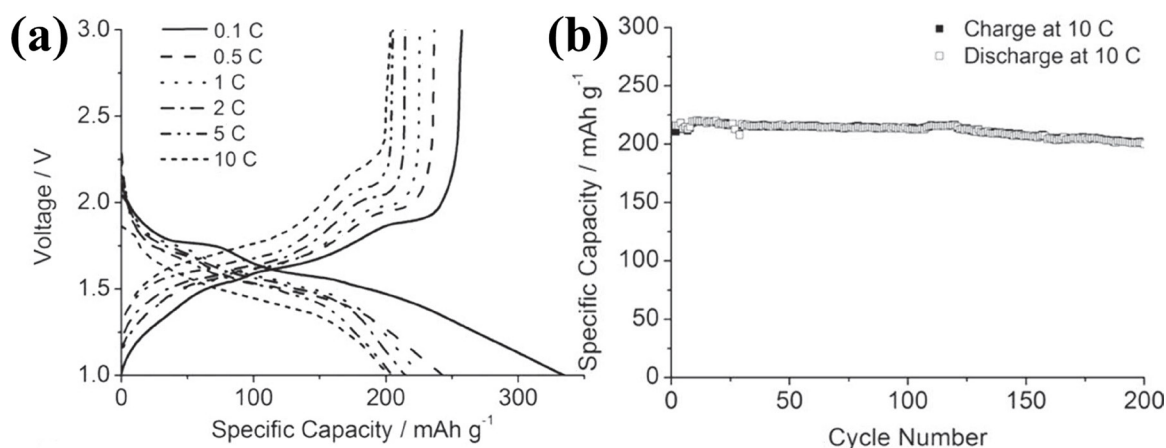 (a)
3.0
2.5
2.0
1.5
1.0
Voltage / V
0.1 C
0.5 C
1 C
2 C
5 C
10 C
0
100
200
300
Specific Capacity / mAh g⁻¹
(b)
300
250
200
150
100
50
0
Specific Capacity / mAh g⁻¹
Charge at 10 C
Discharge at 10 C
0
50
100
150
200
Cycle Number